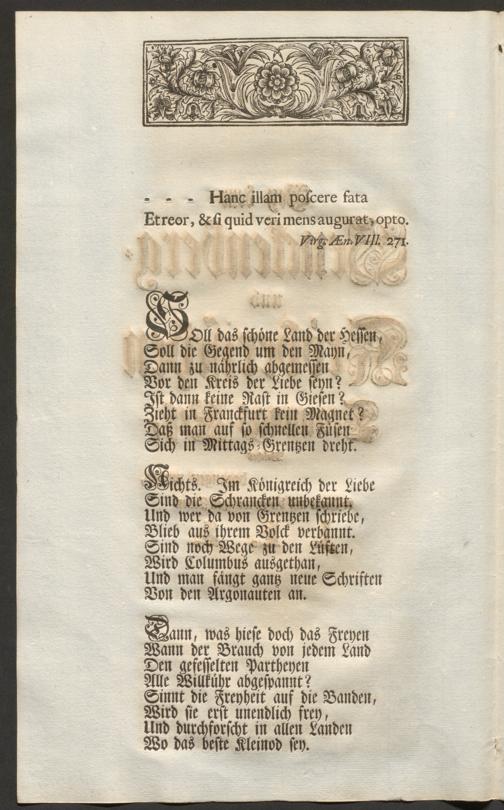 - - - Hanc illam poſcere fata
Et reor, & ſi quid veri mens augurat, opto.
Virg. Æn. VIII. 271.
SOll das ſchöne Land der Heſſen,
Soll die Gegend um den Mayn,
Dann zu nährlich abgemeſſen
Vor den Kreis der Liebe ſeyn?
Iſt dann keine Raſt in Gieſen?
Zieht in Franckfurt kein Magnet?
Daß man auf ſo ſchnellen Füſen
Sich in Mittags-Grentzen dreht.
Nichts. Im Königreich der Liebe
Sind die Schrancken unbekannt.
Und wer da von Grentzen ſchriebe,
Blieb aus ihrem Volck verbannt.
Sind noch Wege zu den Lüften,
Wird Columbus ausgethan,
Und man fängt gantz neue Schriften
Von den Argonauten an.
Dann, was hieſe doch das Freyen
Wann der Brauch von jedem Land
Den gefeſſelten Partheyen
Alle Willkühr abgeſpannt?
Sinnt die Freyheit auf die Banden,
Wird ſie erſt unendlich frey,
Und durchforſcht in allen Landen
Wo das beſte Kleinod ſey.